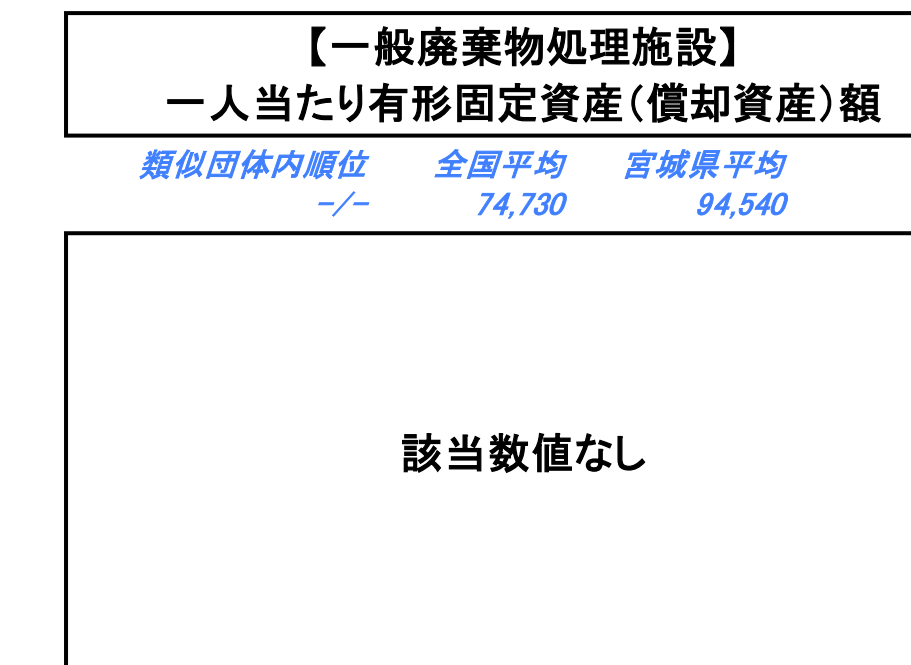 【一般廃棄物処理施設】
一人当たり有形固定資産（償却資産）額
類似団体内順位 全国平均 宮城県平均
-/- 74,730 94,540
該当数値なし